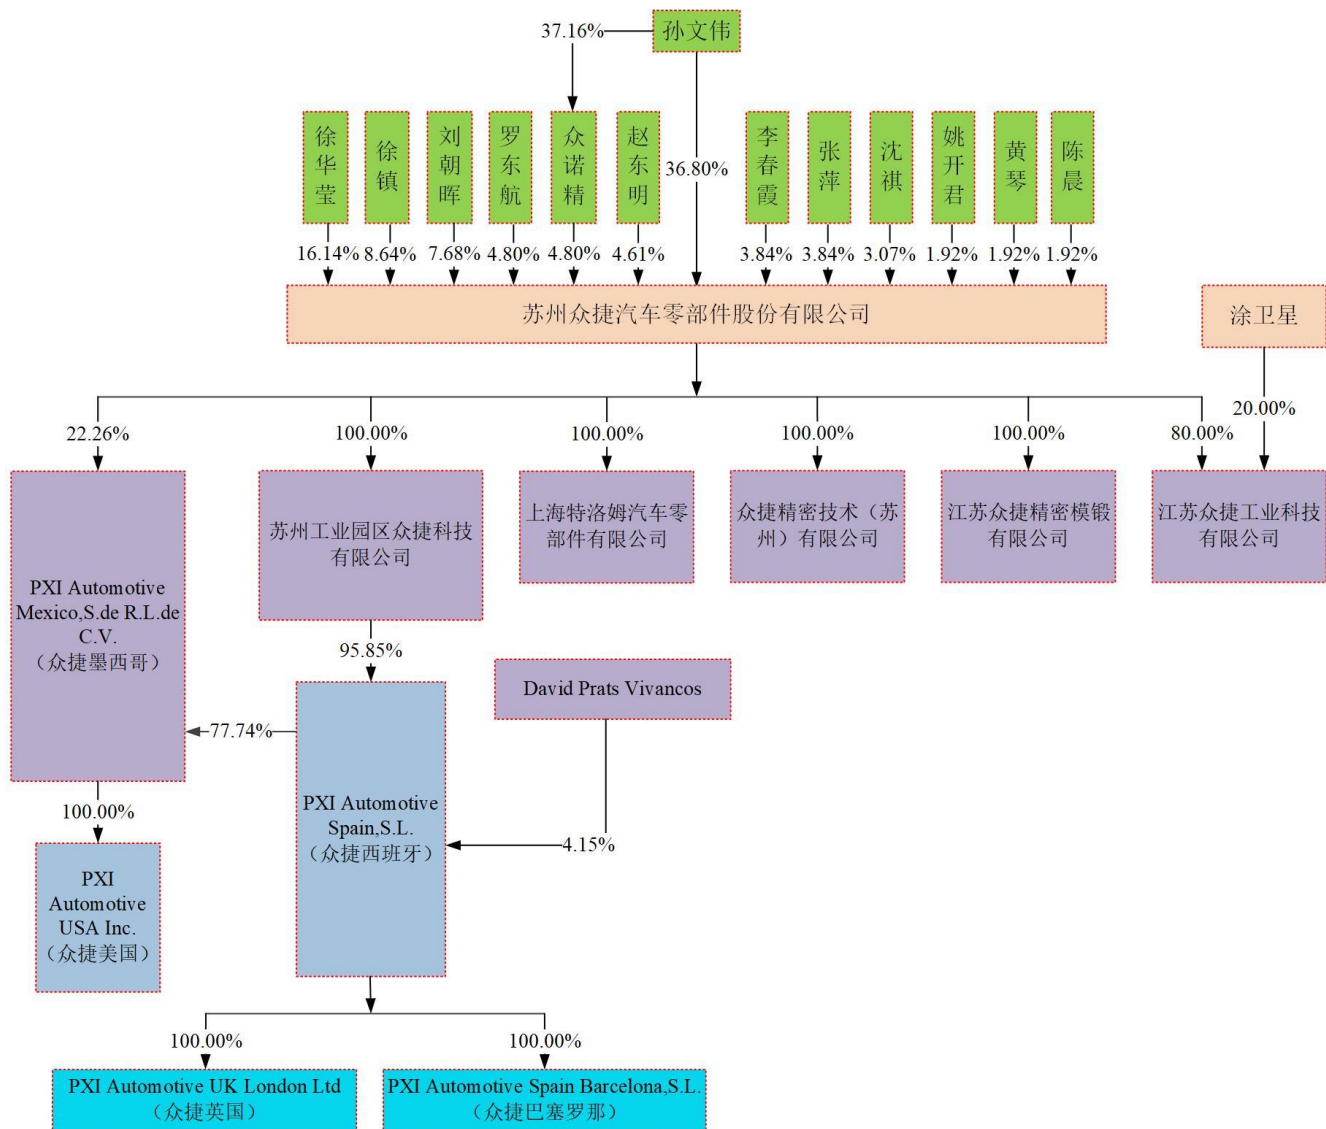 37.16%
孙文伟
徐华莹
徐镇
刘朝晖
罗东航
众诺精
赵东明
李春霞
张萍
沈祺
姚开君
黄琴
陈晨
36.80%
16.14%
8.64%
7.68%
4.80%
4.80%
4.61%
3.84%
3.84%
3.07%
1.92%
1.92%
1.92%
苏州众捷汽车零部件股份有限公司
涂卫星
20.00%
22.26%
100.00%
100.00%
100.00%
100.00%
80.00%
PXI Automotive
Mexico,S.de R.L.de
C.V.
（众捷墨西哥）
苏州工业园区众捷科技
有限公司
上海特洛姆汽车零
部件有限公司
众捷精密技术（苏
州）有限公司
江苏众捷精密模锻
有限公司
江苏众捷工业科技
有限公司
95.85%
David Prats Vivancos
77.74%
PXI Automotive
Spain,S.L.
（众捷西班牙）
4.15%
100.00%
PXI
Automotive
USA Inc.
（众捷美国）
100.00%
100.00%
PXI Automotive UK London Ltd
（众捷英国）
PXI Automotive Spain Barcelona,S.L.
（众捷巴塞罗那）